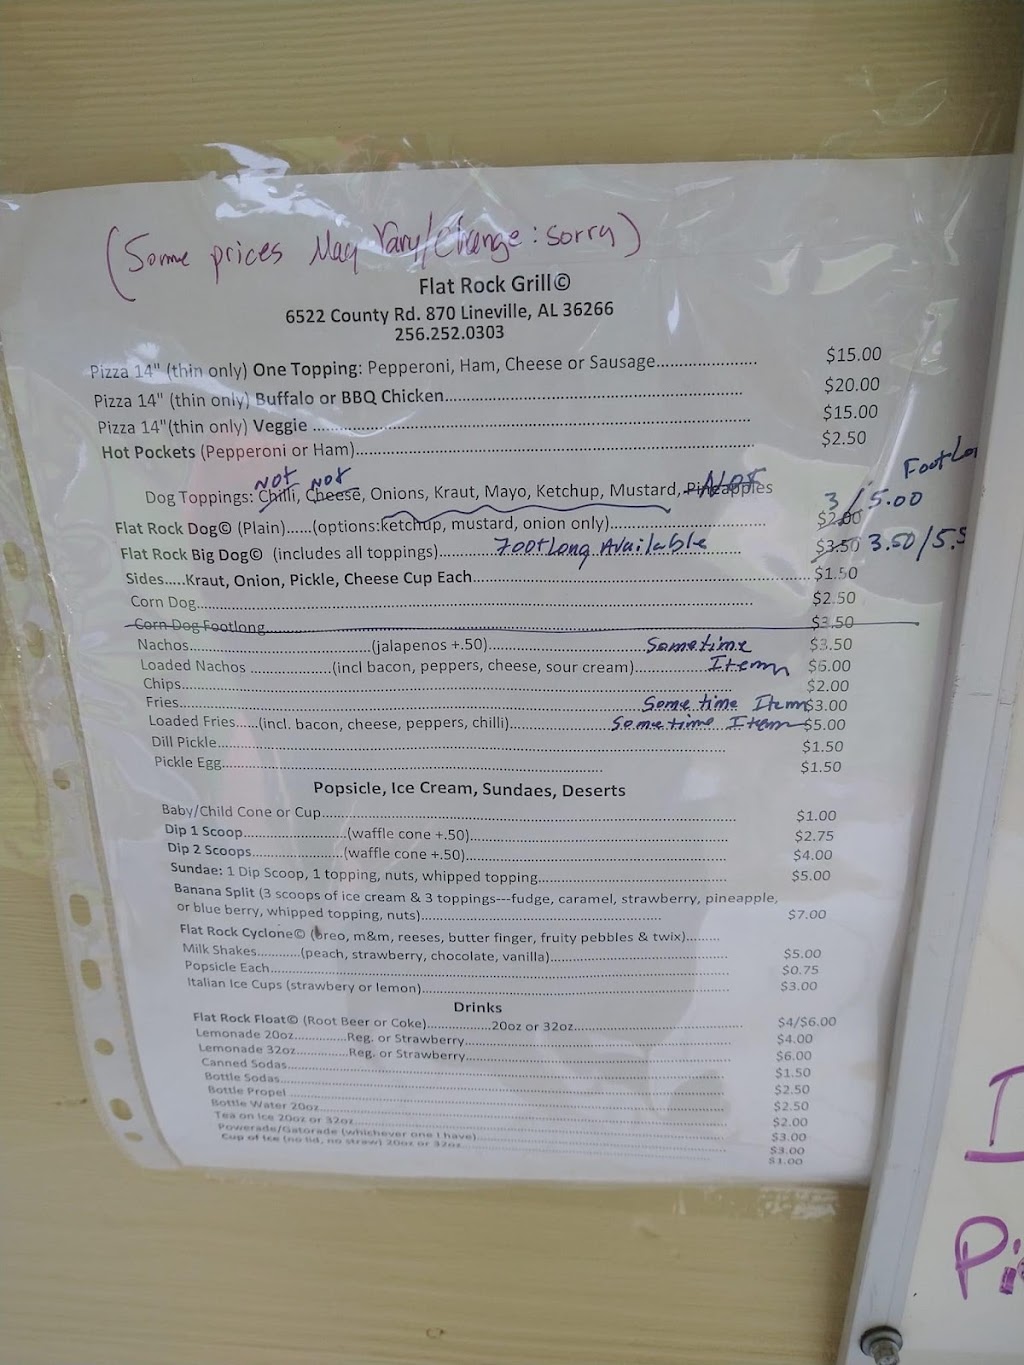 (Some prices May Vary/Change: sorry)
Flat Rock Grill©
6522 County Rd. 870 Lineville, AL 36266
256.252.0303
Pizza 14" (thin only) One Topping: Pepperoni, Ham, Cheese or Sausage.................... $15.00
Pizza 14" (thin only) Buffalo or BBQ Chicken.................... $20.00
Pizza 14"(thin only) Veggie .................... $15.00
Hot Pockets (Pepperoni or Ham).................... $2.50
FootLo
NOT NOT NOT
Dog Toppings: Chilli, Cheese, Onions, Kraut, Mayo, Ketchup, Mustard, Pineapples
3/5.00
Flat Rock Dog© (Plain)......(options:ketchup, mustard, onion only).................... $2.00
Flat Rock Big Dog© (includes all toppings)........... FootLong Available $3.50 3.50/5.5
Sides.....Kraut, Onion, Pickle, Cheese Cup Each.................... $1.50
Corn Dog.................... $2.50
Corn Dog Footlong.................... $3.50
Nachos....................(jalapenos +.50).................... Sometime $3.50
Loaded Nachos ................(incl bacon, peppers, cheese, sour cream)............. Item $6.00
Chips.................... $2.00
Fries.................... Some time Item $3.00
Loaded Fries......(incl. bacon, cheese, peppers, chilli).................... Some time Item $5.00
Dill Pickle.................... $1.50
Pickle Egg.................... $1.50
Popsicle, Ice Cream, Sundaes, Deserts
Baby/Child Cone or Cup.................... $1.00
Dip 1 Scoop....................(waffle cone +.50).................... $2.75
Dip 2 Scoops....................(waffle cone +.50).................... $4.00
Sundae: 1 Dip Scoop, 1 topping, nuts, whipped topping.................... $5.00
Banana Split (3 scoops of ice cream & 3 toppings---fudge, caramel, strawberry, pineapple,
or blue berry, whipped topping, nuts).................... $7.00
Flat Rock Cyclone© (oreo, m&m, reeses, butter finger, fruity pebbles & twix).........
Milk Shakes...........(peach, strawberry, chocolate, vanilla).................... $5.00
Popsicle Each.................... $0.75
Italian Ice Cups (strawbery or lemon).................... $3.00
Drinks
Flat Rock Float© (Root Beer or Coke)................20oz or 32oz.................... $4/$6.00
Lemonade 20oz.............Reg. or Strawberry.................... $4.00
Lemonade 32oz.............Reg. or Strawberry.................... $6.00
Canned Sodas.................... $1.50
Bottle Sodas.................... $2.50
Bottle Propel .................... $2.50
Bottle Water 20oz.................... $2.00
Tea on Ice 20oz or 32oz.................... $3.00
Powerade/Gatorade (whichever one I have).................... $3.00
Cup of Ice (no lid, no straw) 20oz or 32oz.................... $1.00